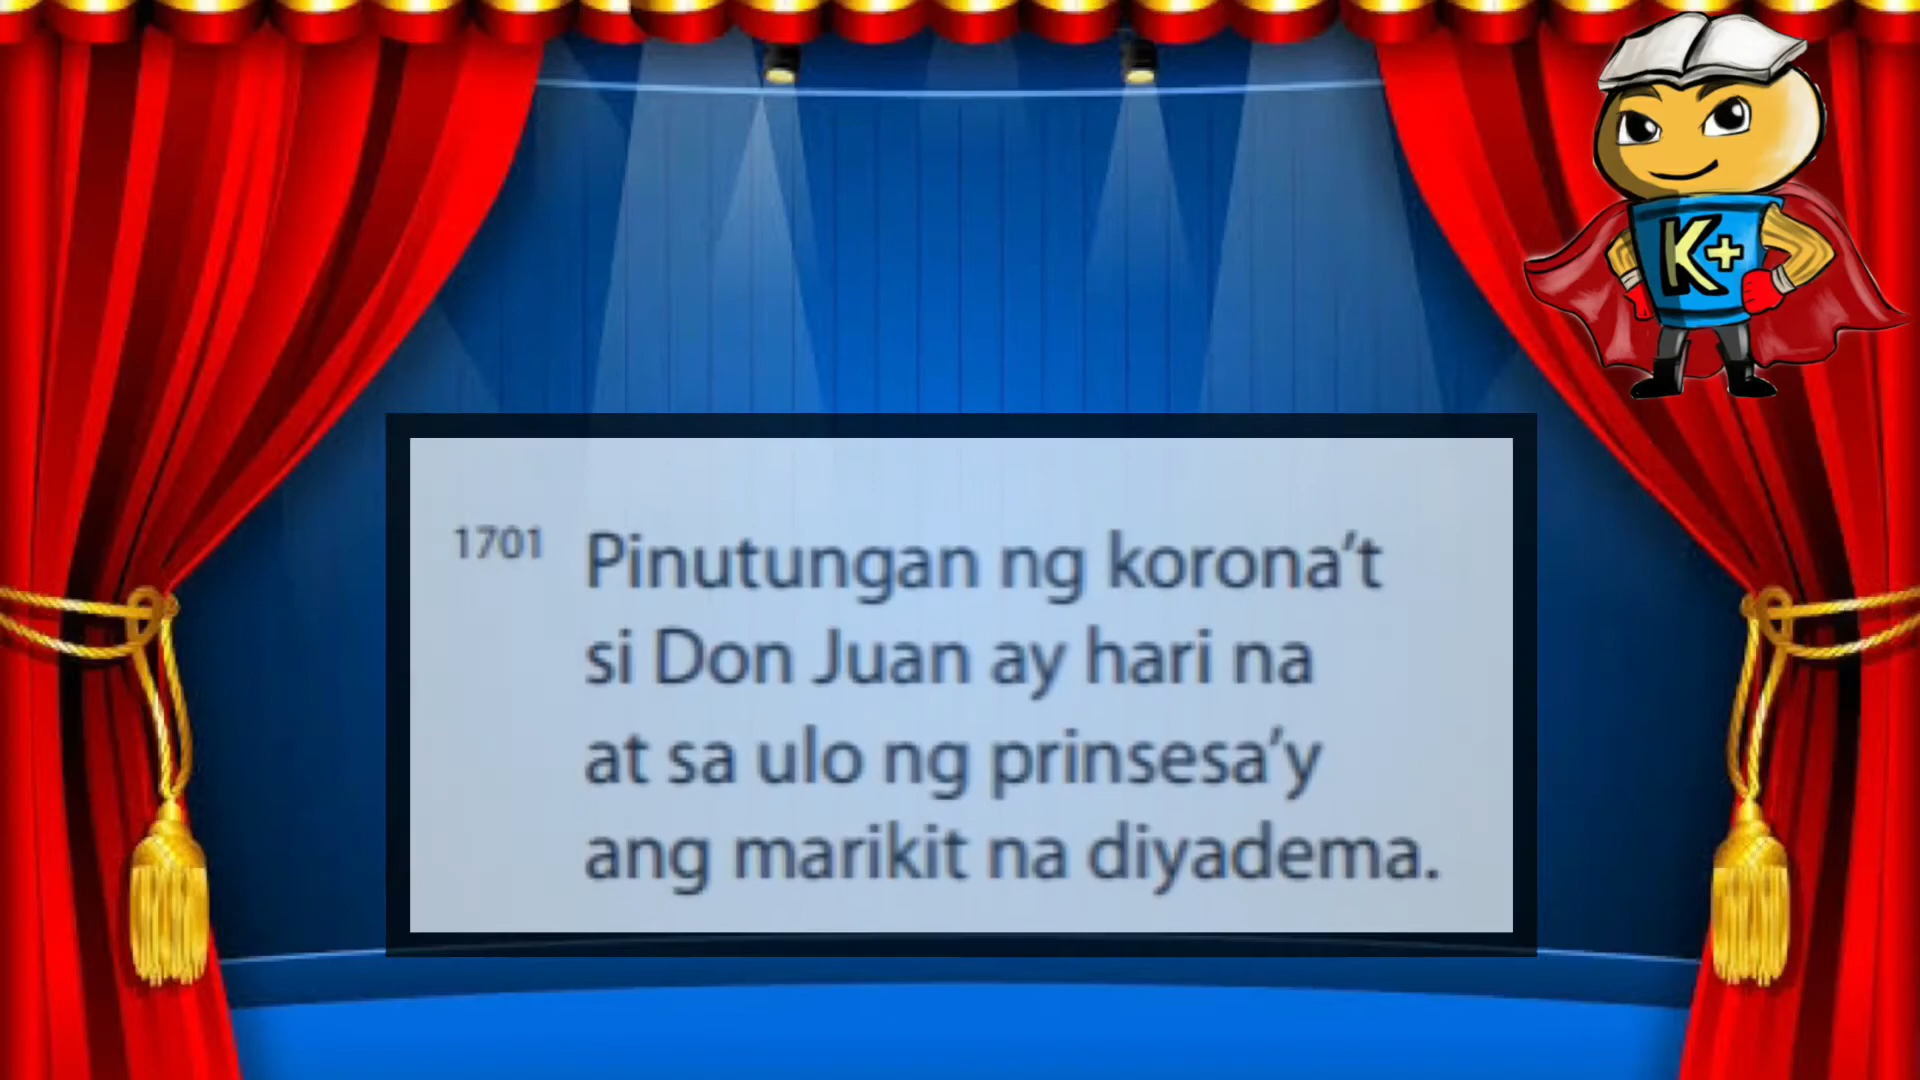 K+
1701 Pinutungan ng korona’t
si Don Juan ay hari na
at sa ulo ng prinsesa’y
ang marikit na diyadema.